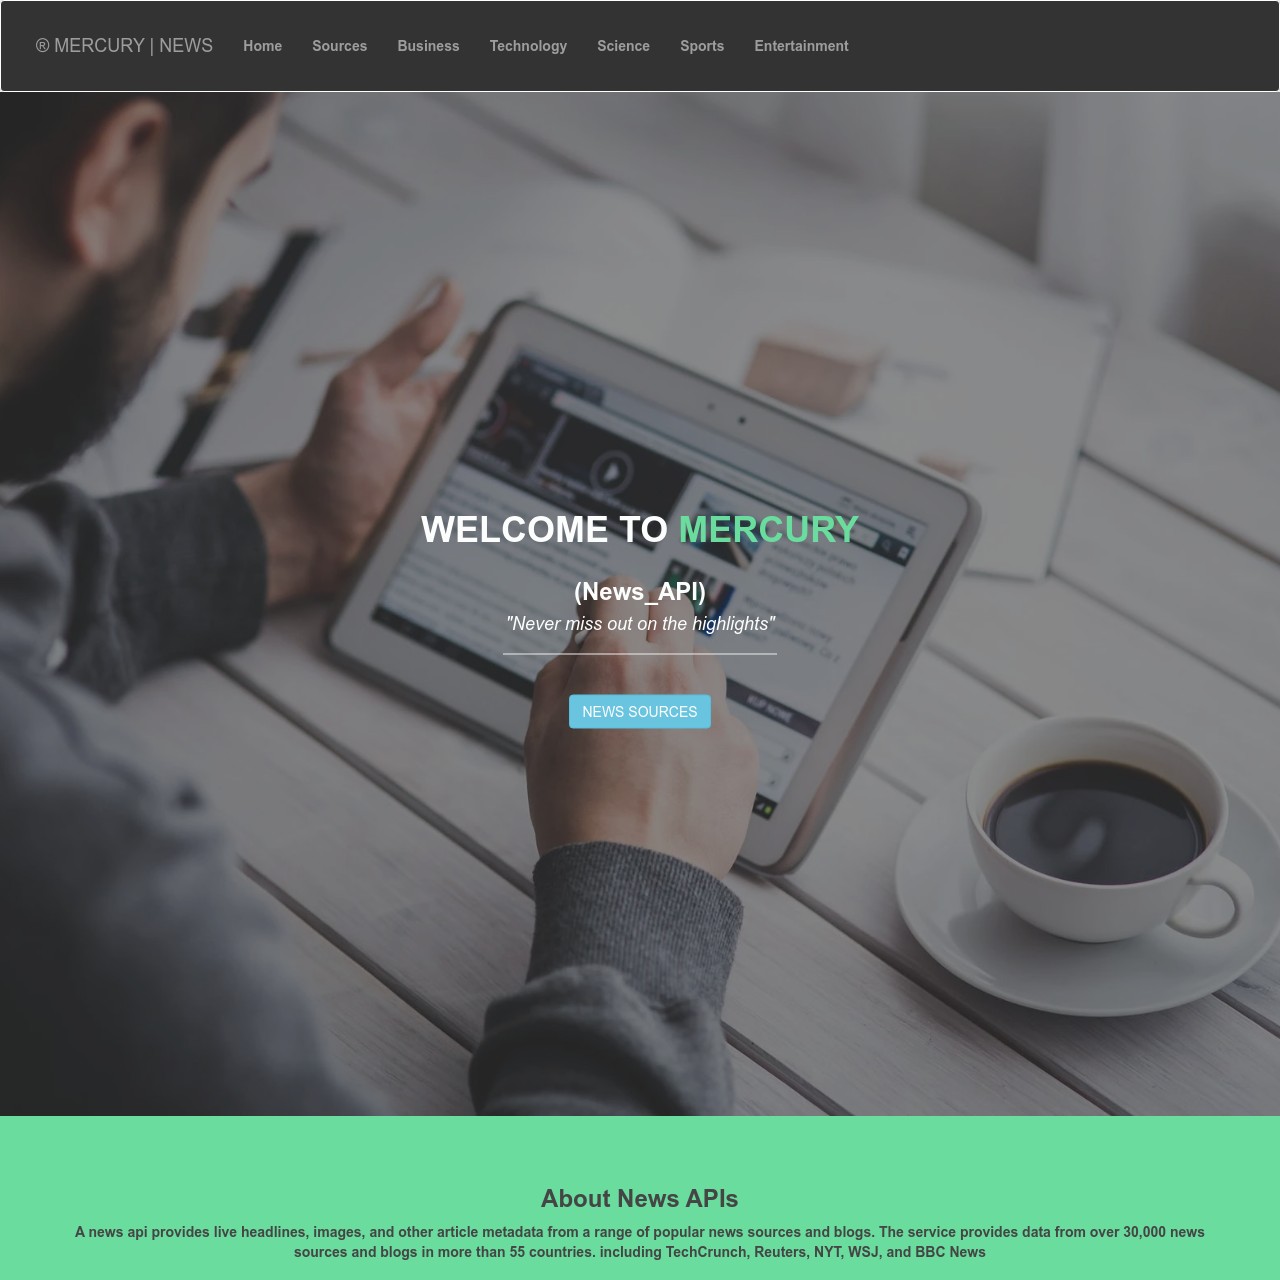 ® MERCURY | NEWS Home Sources Business Technology Science Sports Entertainment
WELCOME TO MERCURY
(News_API)
"Never miss out on the highlights"
NEWS SOURCES
About News APIs
A news api provides live headlines, images, and other article metadata from a range of popular news sources and blogs. The service provides data from over 30,000 news
sources and blogs in more than 55 countries. including TechCrunch, Reuters, NYT, WSJ, and BBC News